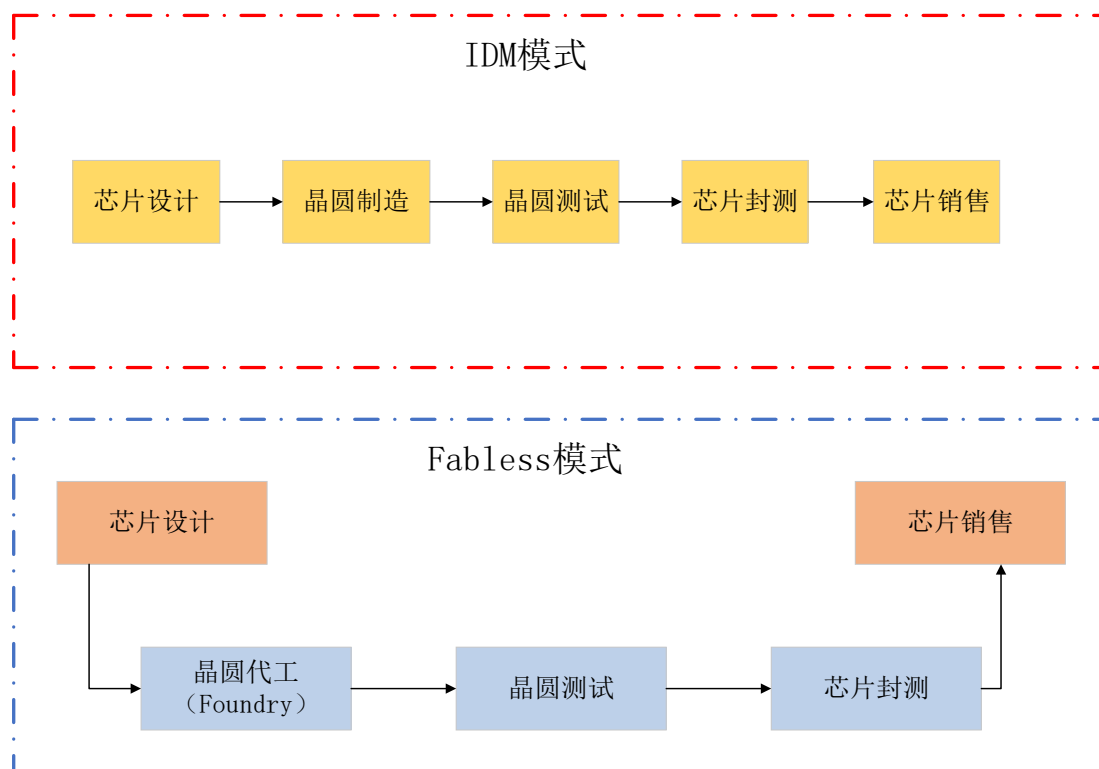 IDM模式
芯片设计
晶圆制造
晶圆测试
芯片封测
芯片销售
Fabless模式
芯片设计
芯片销售
晶圆代工
（Foundry）
晶圆测试
芯片封测